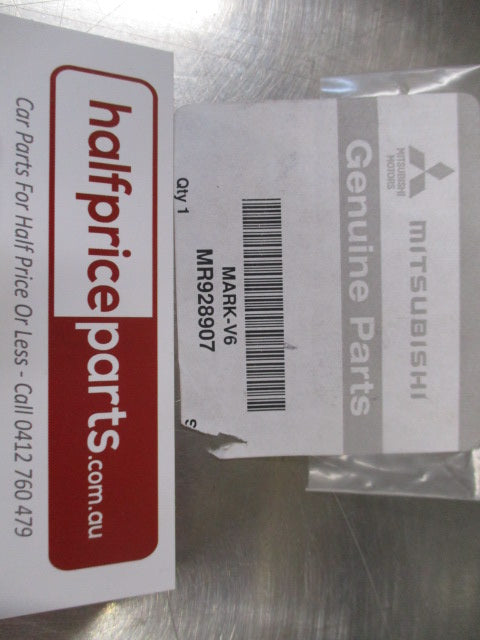 halfpriceparts.com.au
Car Parts For Half Price Or Less - Call 0412 760 479
MITSUBISHI
MOTORS
MITSUBISHI
Genuine Parts
MARK-V6
MR928907
Qty 1